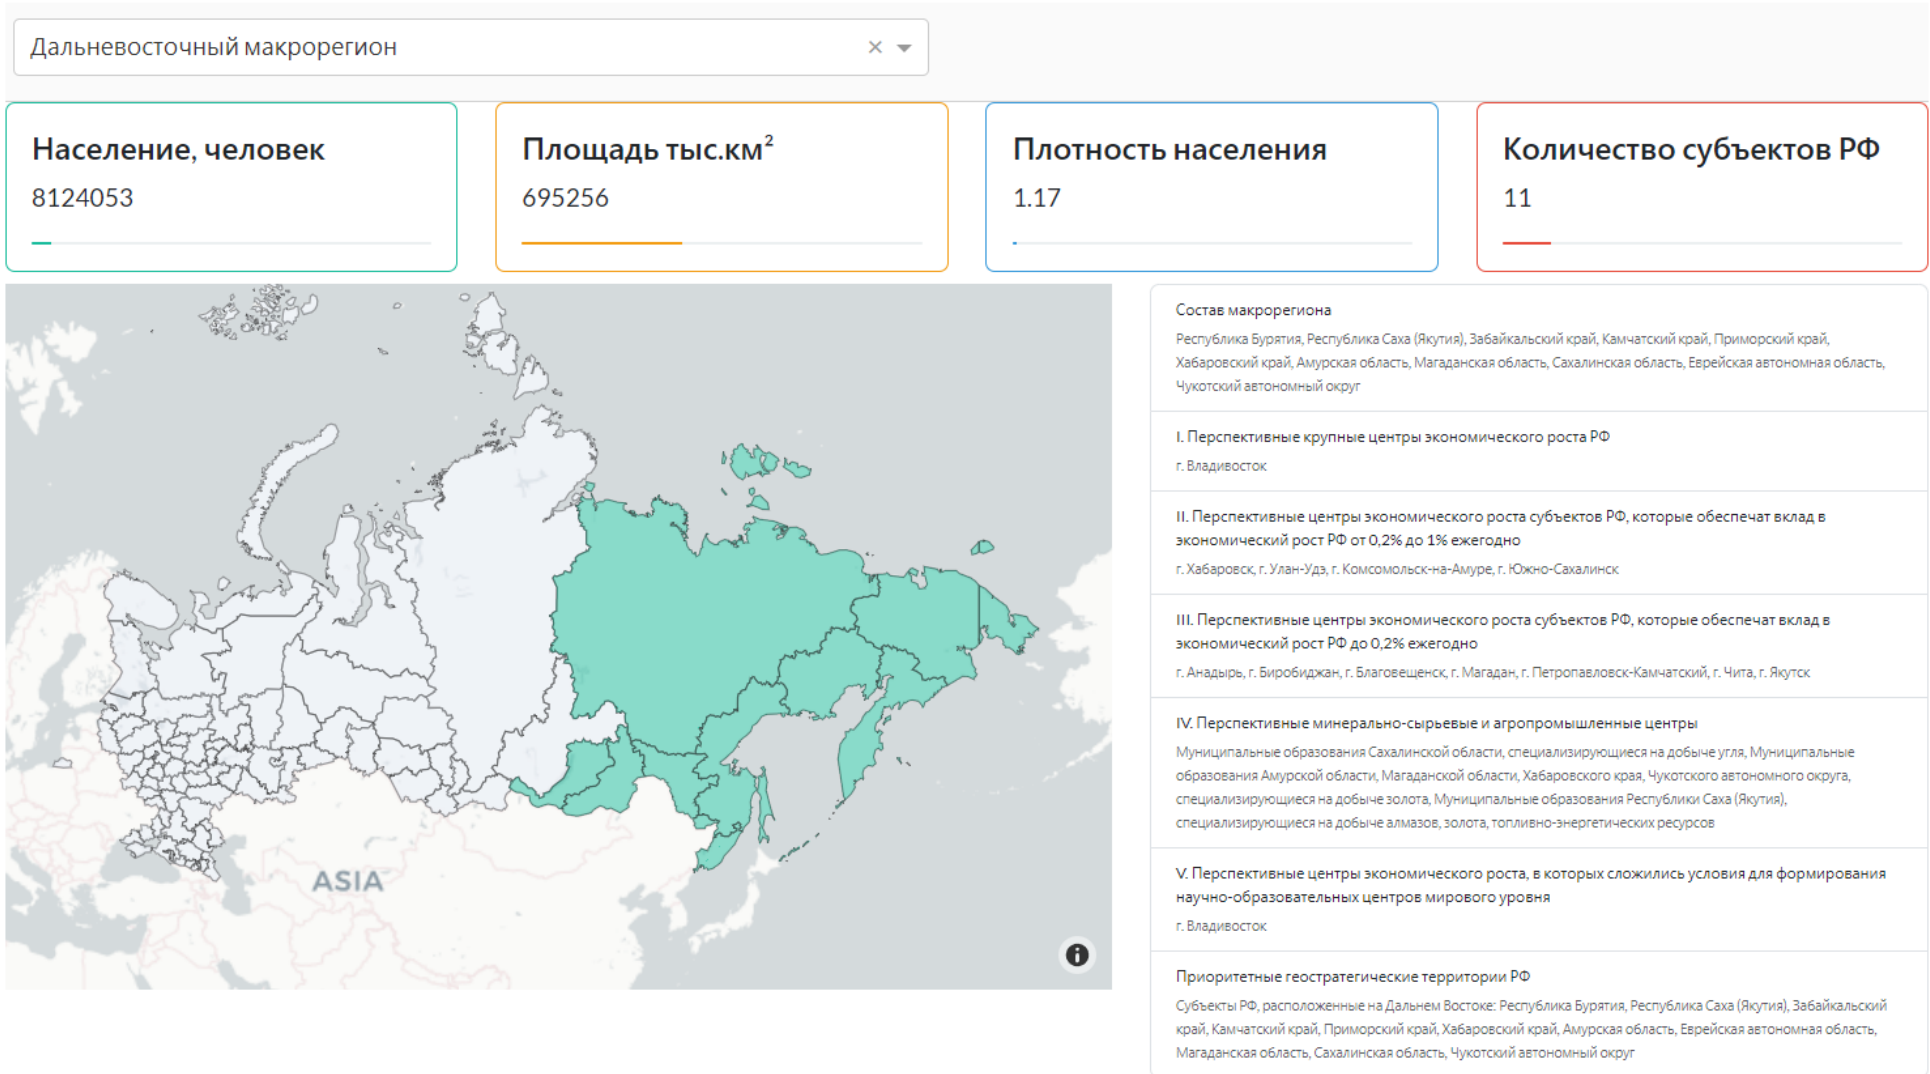 Дальневосточный макрорегион
Население, человек
8124053
Площадь тыс.км²
695256
Плотность населения
1.17
Количество субъектов РФ
11
ASIA
Состав макрорегиона
Республика Бурятия, Республика Саха (Якутия), Забайкальский край, Камчатский край, Приморский край,
Хабаровский край, Амурская область, Магаданская область, Сахалинская область, Еврейская автономная область,
Чукотский автономный округ
I. Перспективные крупные центры экономического роста РФ
г. Владивосток
II. Перспективные центры экономического роста субъектов РФ, которые обеспечат вклад в
экономический рост РФ от 0,2% до 1% ежегодно
г. Хабаровск, г. Улан-Удэ, г. Комсомольск-на-Амуре, г. Южно-Сахалинск
III. Перспективные центры экономического роста субъектов РФ, которые обеспечат вклад в
экономический рост РФ до 0,2% ежегодно
г. Анадырь, г. Биробиджан, г. Благовещенск, г. Магадан, г. Петропавловск-Камчатский, г. Чита, г. Якутск
IV. Перспективные минерально-сырьевые и агропромышленные центры
Муниципальные образования Сахалинской области, специализирующиеся на добыче угля, Муниципальные
образования Амурской области, Магаданской области, Хабаровского края, Чукотского автономного округа,
специализирующиеся на добыче золота, Муниципальные образования Республики Саха (Якутия),
специализирующиеся на добыче алмазов, золота, топливно-энергетических ресурсов
V. Перспективные центры экономического роста, в которых сложились условия для формирования
научно-образовательных центров мирового уровня
г. Владивосток
Приоритетные геостратегические территории РФ
Субъекты РФ, расположенные на Дальнем Востоке: Республика Бурятия, Республика Саха (Якутия), Забайкальский
край, Камчатский край, Приморский край, Хабаровский край, Амурская область, Еврейская автономная область,
Магаданская область, Сахалинская область, Чукотский автономный округ